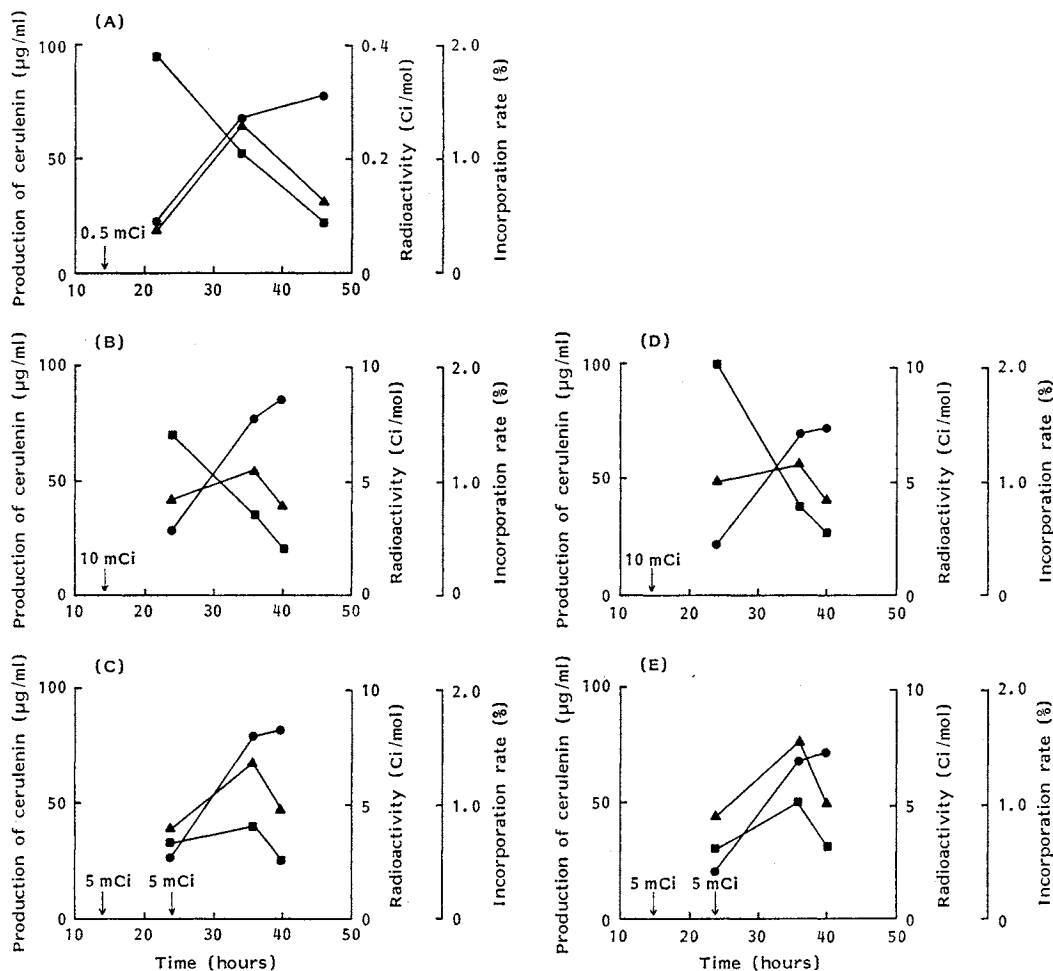 (A)
Production of cerulenin (μg/ml)
100
50
0
0.5 mCi
10 20 30 40 50
0.4
0.2
0
Radioactivity (Ci/mol)
2.0
1.0
0
Incorporation rate (%)
(B)
Production of cerulenin (μg/ml)
100
50
0
10 mCi
10 20 30 40 50
10
5
0
Radioactivity (Ci/mol)
2.0
1.0
0
Incorporation rate (%)
(D)
Production of cerulenin (μg/ml)
100
50
0
10 mCi
10 20 30 40 50
10
5
0
Radioactivity (Ci/mol)
2.0
1.0
0
Incorporation rate (%)
(C)
Production of cerulenin (μg/ml)
100
50
0
5 mCi 5 mCi
10 20 30 40 50
Time (hours)
10
5
0
Radioactivity (Ci/mol)
2.0
1.0
0
Incorporation rate (%)
(E)
Production of cerulenin (μg/ml)
100
50
0
5 mCi 5 mCi
10 20 30 40 50
Time (hours)
10
5
0
Radioactivity (Ci/mol)
2.0
1.0
0
Incorporation rate (%)